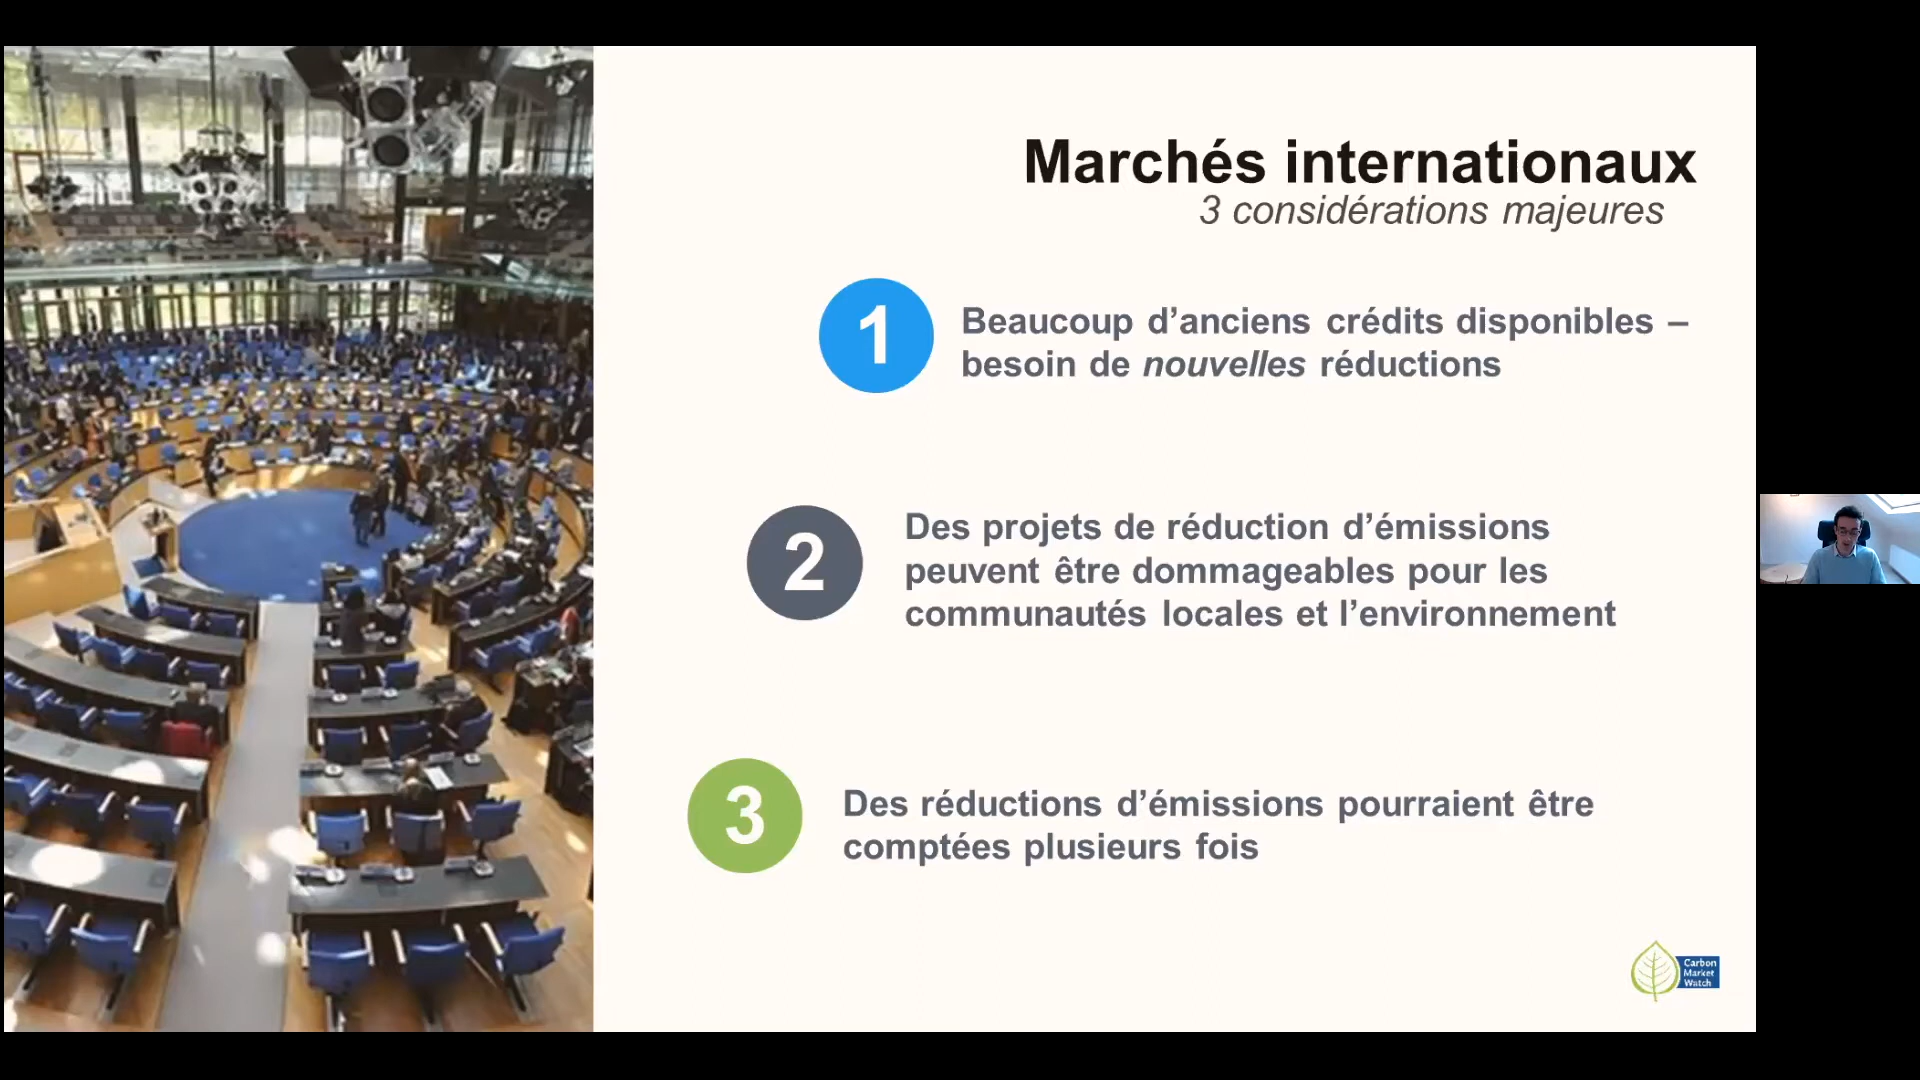 Marchés internationaux
3 considérations majeures
1
Beaucoup d’anciens crédits disponibles –
besoin de nouvelles réductions
2
Des projets de réduction d’émissions
peuvent être dommageables pour les
communautés locales et l’environnement
3
Des réductions d’émissions pourraient être
comptées plusieurs fois
Carbon
Market
Watch